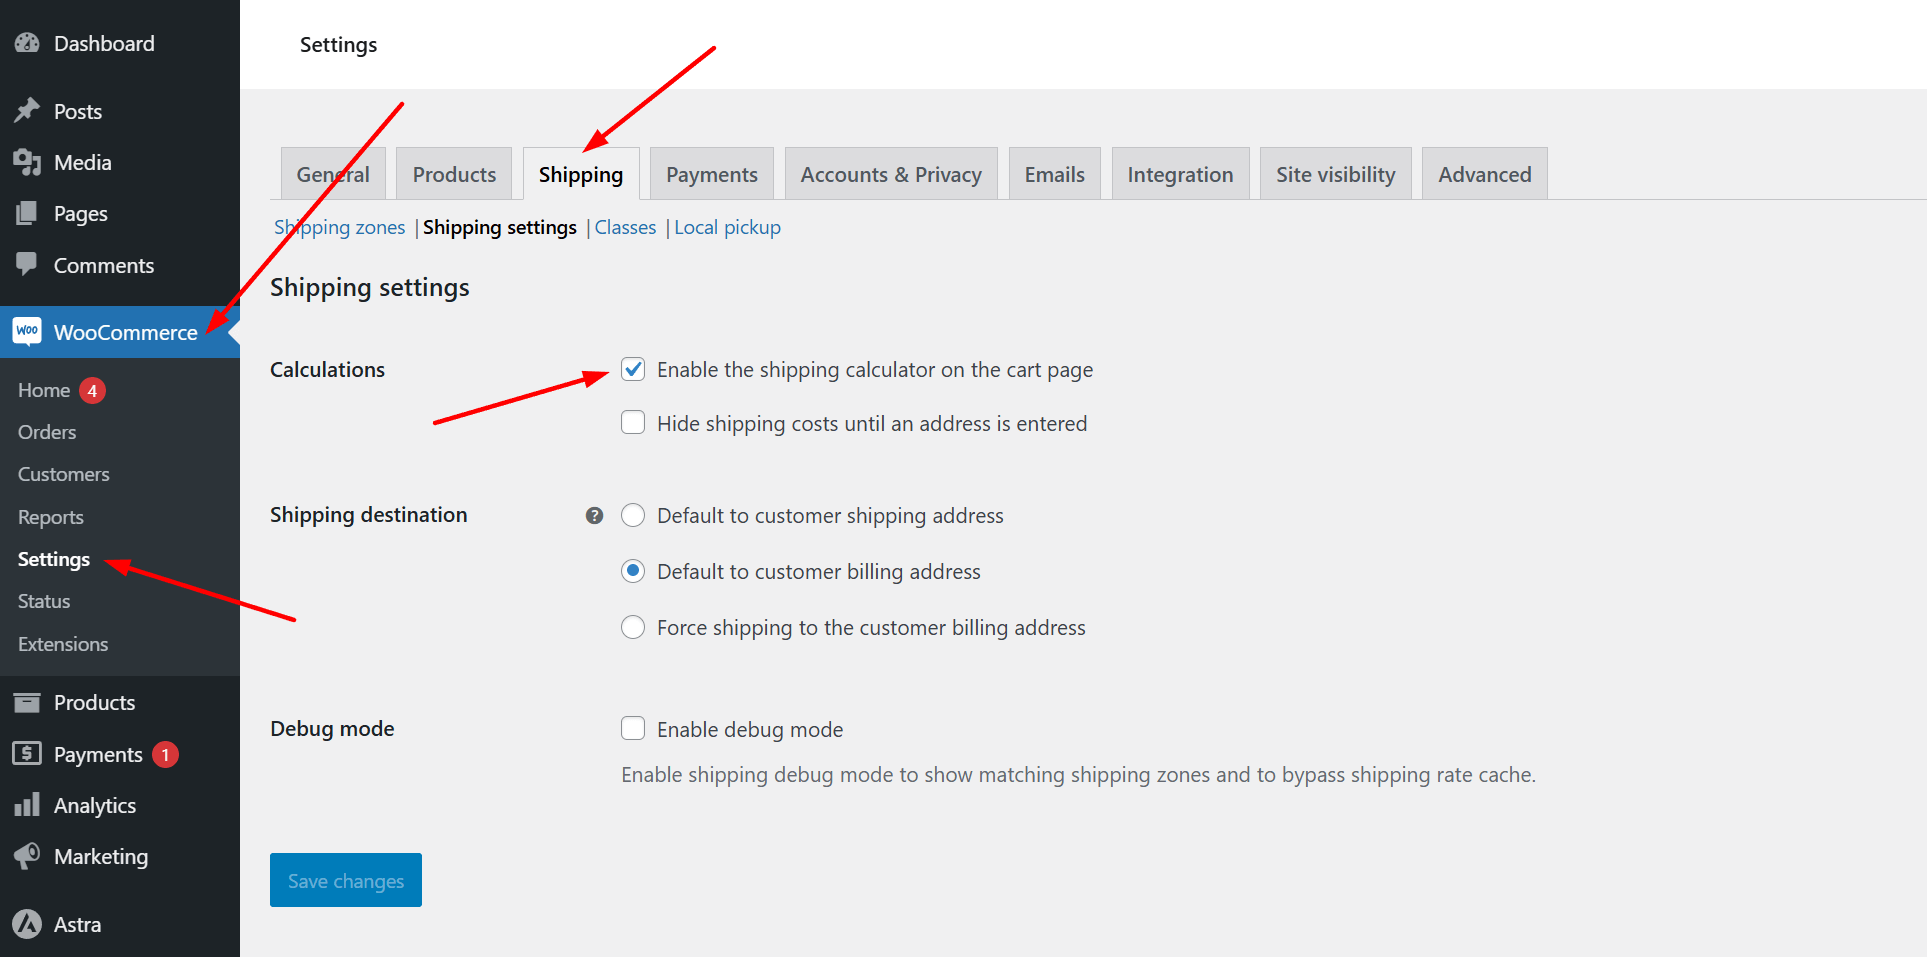 Dashboard
Posts
Media
Pages
Comments
Woo WooCommerce
Home 4
Orders
Customers
Reports
Settings
Status
Extensions
Products
Payments 1
Analytics
Marketing
Astra
Settings
General Products Shipping Payments Accounts & Privacy Emails Integration Site visibility Advanced
Shipping zones | Shipping settings | Classes | Local pickup
Shipping settings
Calculations
Enable the shipping calculator on the cart page
Hide shipping costs until an address is entered
Shipping destination ?
Default to customer shipping address
Default to customer billing address
Force shipping to the customer billing address
Debug mode
Enable debug mode
Enable shipping debug mode to show matching shipping zones and to bypass shipping rate cache.
Save changes